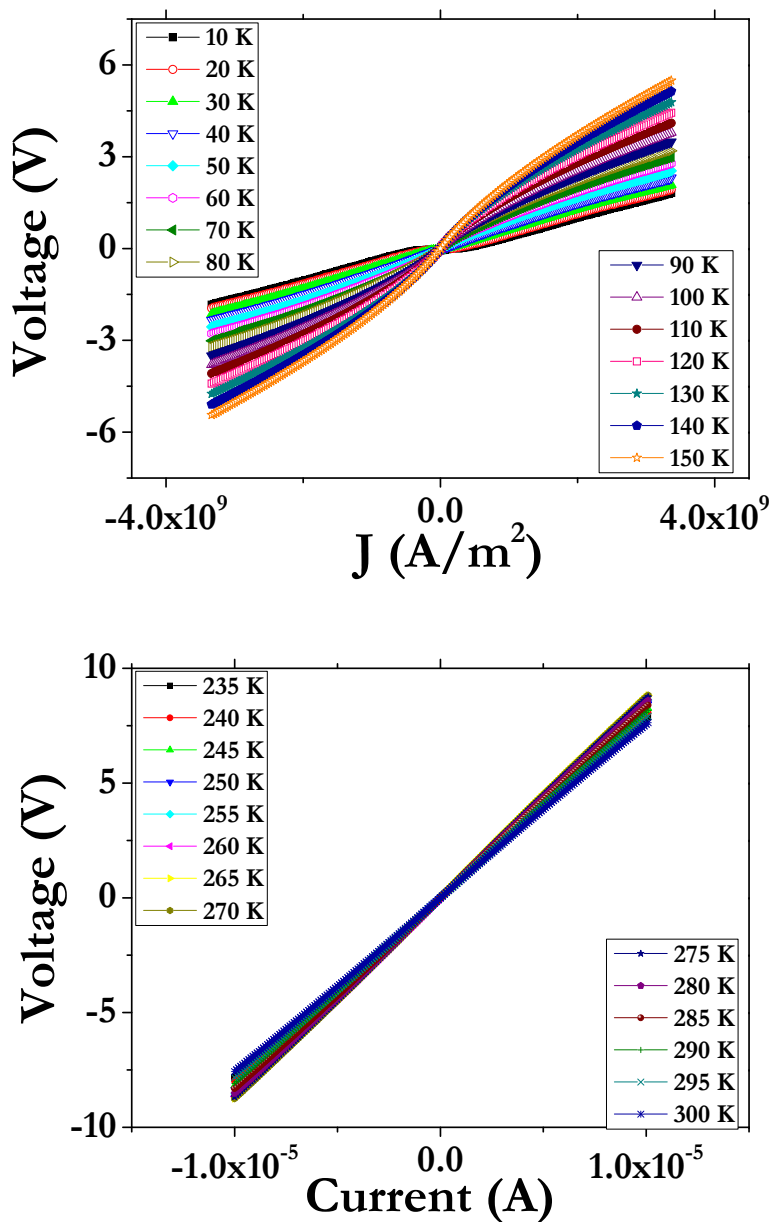 Voltage (V)
6
3
0
-3
-6
10 K
20 K
30 K
40 K
50 K
60 K
70 K
80 K
90 K
100 K
110 K
120 K
130 K
140 K
150 K
-4.0x10⁹
0.0
4.0x10⁹
J (A/m²)
Voltage (V)
10
5
0
-5
-10
235 K
240 K
245 K
250 K
255 K
260 K
265 K
270 K
275 K
280 K
285 K
290 K
295 K
300 K
-1.0x10⁻⁵
0.0
1.0x10⁻⁵
Current (A)